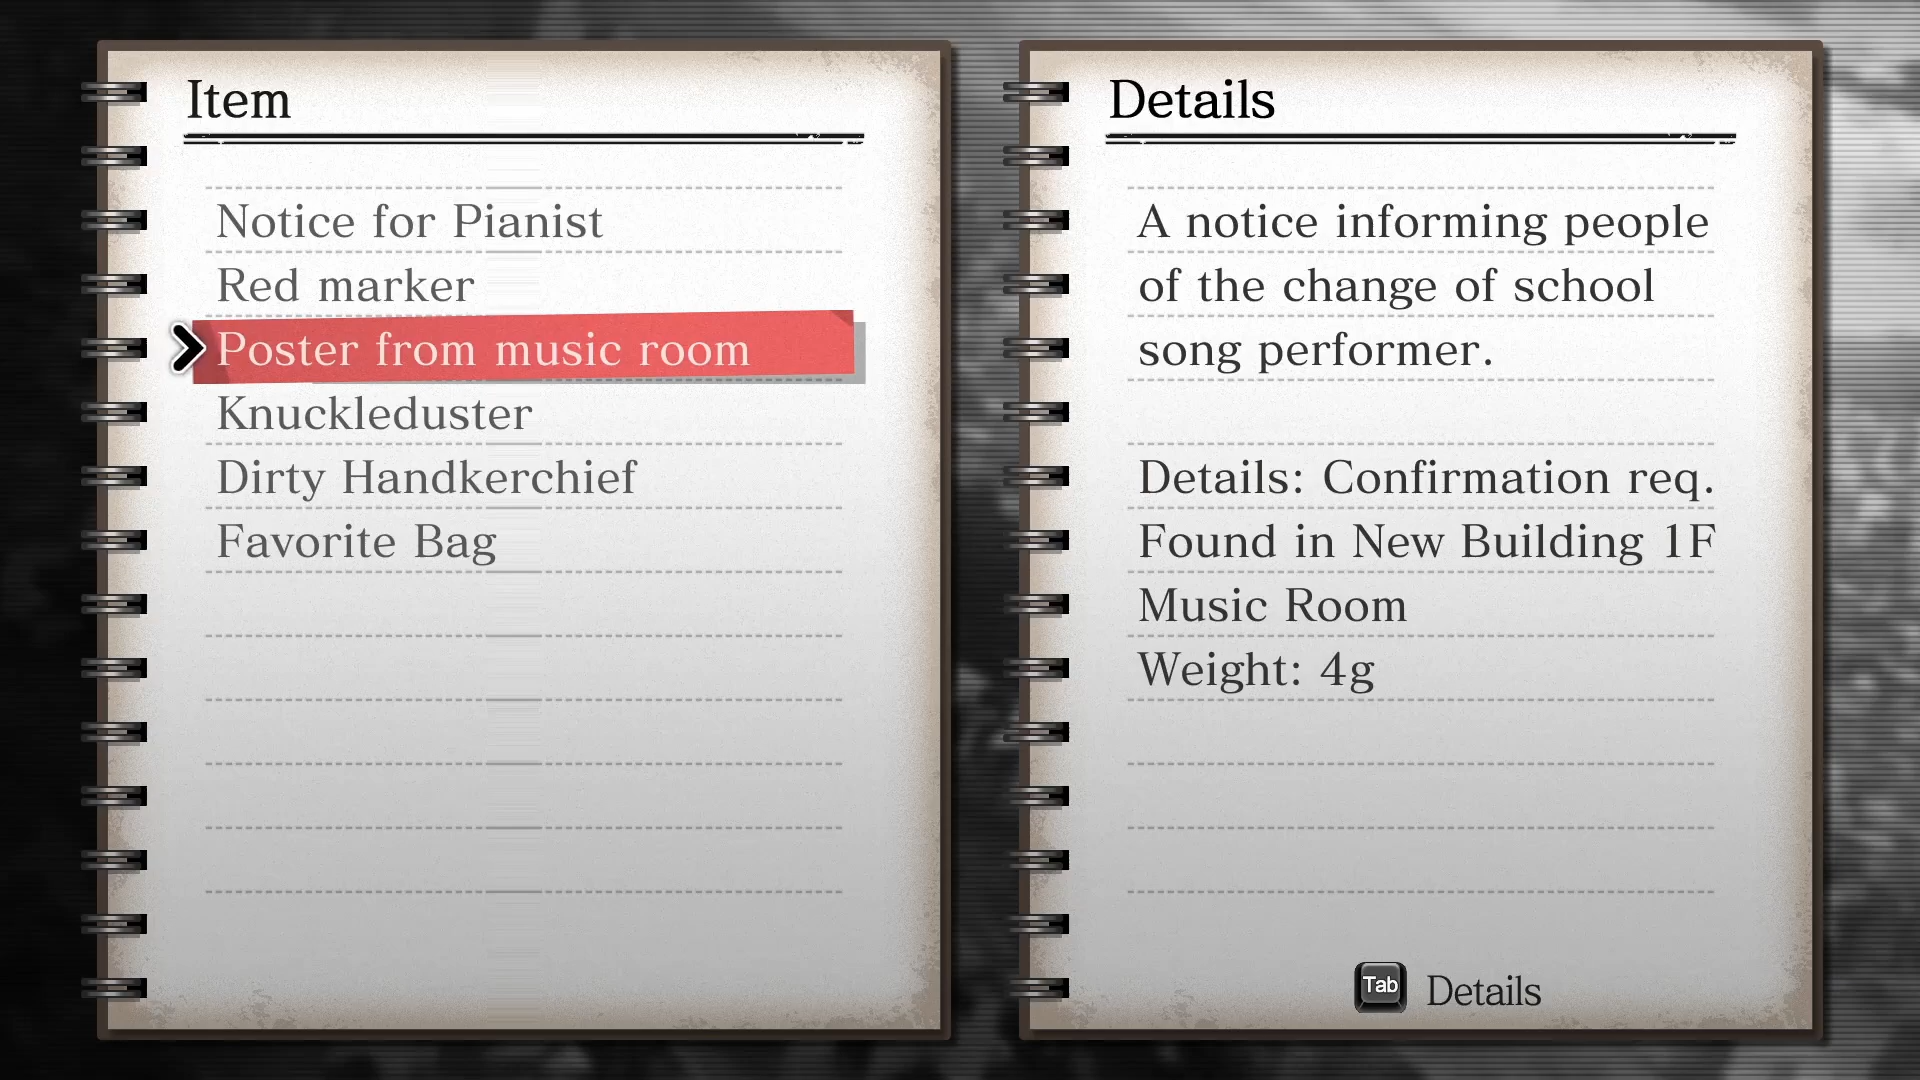 Item
Notice for Pianist
Red marker
Poster from music room
Knuckleduster
Dirty Handkerchief
Favorite Bag
Details
A notice informing people
of the change of school
song performer.
Details: Confirmation req.
Found in New Building 1F
Music Room
Weight: 4g
Tab Details